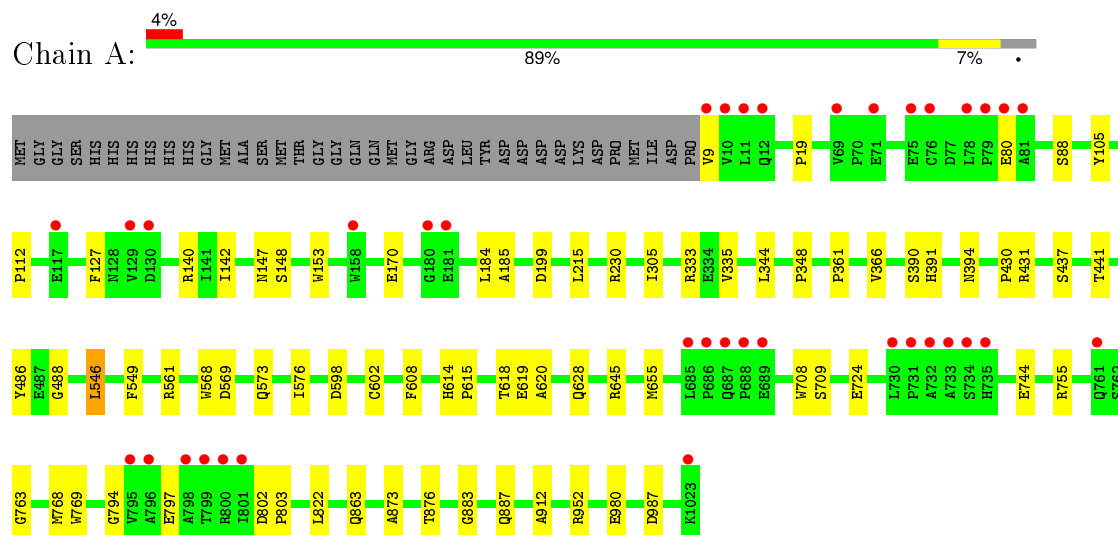 4%
Chain A:
89% 7% •
MET GLY GLY SER HIS HIS HIS HIS HIS HIS GLY MET ALA SER MET THR GLY GLY GLN GLN MET GLY ARG ASP LEU TYR ASP ASP ASP ASP LYS ASP PRO MET ILE ASP PRO V9 V10 L11 Q12 P19 V69 P70 E71 E75 C76 D77 L78 P79 E80 A81 S88 Y105
P112 E117 F127 N128 V129 D130 R140 I141 I142 N147 S148 W153 W158 E170 G180 E181 L184 A185 D199 L215 R230 I305 R333 E334 V335 L344 P348 P361 V366 S390 H391 N394 P430 R431 S437 T441
Y486 E487 G488 L546 F549 R561 W568 D569 Q573 I576 D598 C602 F608 H614 P615 T618 E619 A620 Q628 R645 M655 L685 P686 Q687 P688 E689 W708 S709 E724 L730 P731 A732 A733 S734 H735 E744 R755 Q761 S762
G763 M768 W769 G794 V795 A796 E797 A798 T799 R800 I801 D802 P803 L822 Q863 A873 T876 G883 Q887 A912 R952 E980 D987 K1023